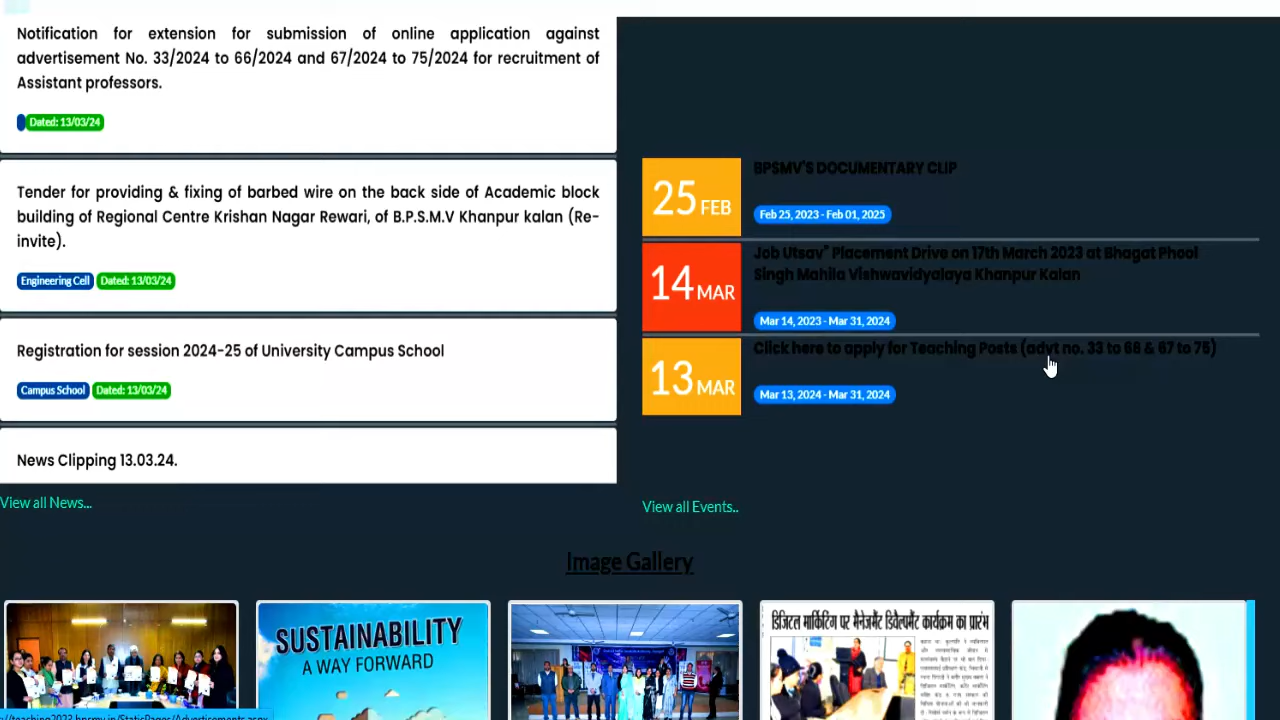 Notification for extension for submission of online application against
advertisement No. 33/2024 to 66/2024 and 67/2024 to 75/2024 for recruitment of
Assistant professors.
Dated: 13/03/24
Tender for providing & fixing of barbed wire on the back side of Academic block
building of Regional Centre Krishan Nagar Rewari, of B.P.S.M.V Khanpur kalan (Re-
invite).
Engineering Cell Dated: 13/03/24
Registration for session 2024-25 of University Campus School
Campus School Dated: 13/03/24
News Clipping 13.03.24.
View all News...
25 FEB
BPSMV'S DOCUMENTARY CLIP
Feb 25, 2023 - Feb 01, 2025
14 MAR
Job Utsav" Placement Drive on 17th March 2023 at Bhagat Phool
Singh Mahila Vishwavidyalaya Khanpur Kalan
Mar 14, 2023 - Mar 31, 2024
13 MAR
Click here to apply for Teaching Posts (advt no. 33 to 66 & 67 to 75)
Mar 13, 2024 - Mar 31, 2024
View all Events..
Image Gallery
SUSTAINABILITY
A WAY FORWARD
डिजिटल मार्किटिंग पर मैनेजमेंट डिवेल्पमेंट कार्यक्रम का प्रारंभ
teaching2023.bpsmv.in/StaticPages/Advertisements.aspx